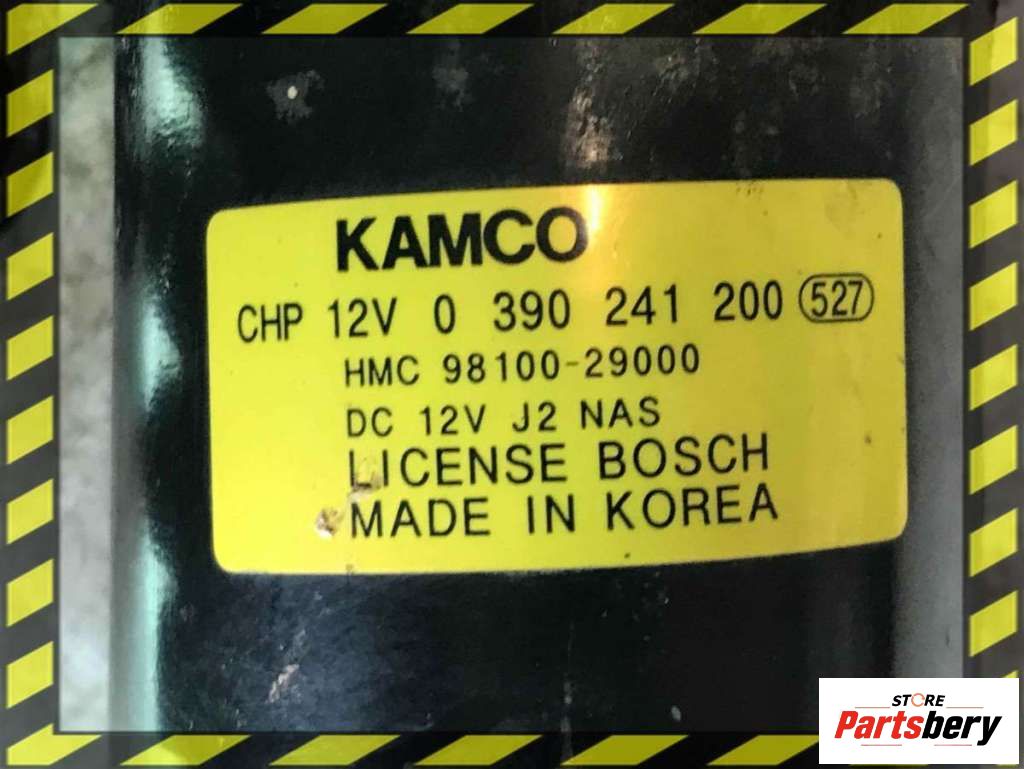 KAMCO
CHP 12V 0 390 241 200 527
HMC 98100-29000
DC 12V J2 NAS
LICENSE BOSCH
MADE IN KOREA
STORE
Partsbery